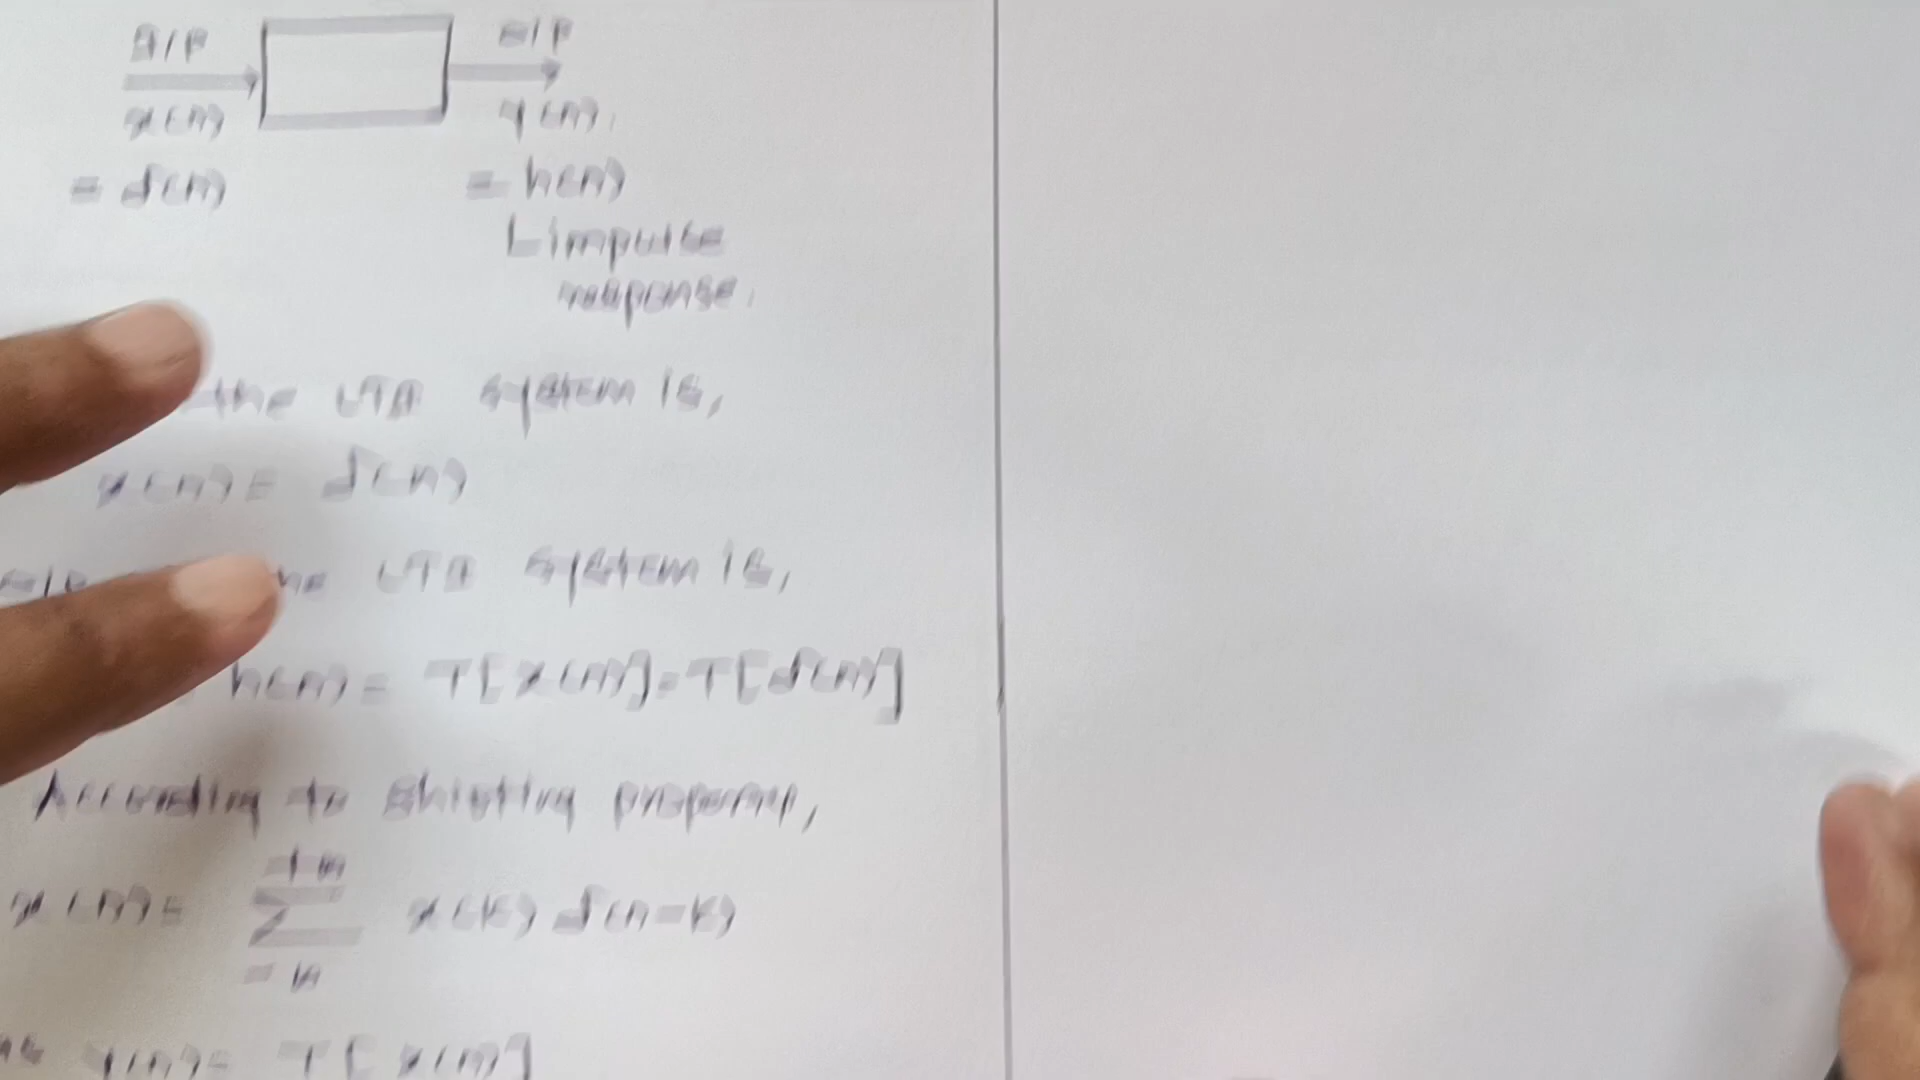 I/P O/P
x(n) y(n).
= δ(n) = h(n)
impulse
response.
the LTI system is,
x(n) = δ(n)
the LTI system is,
h(n) = T[x(n)] = T[δ(n)]
According to shifting property,
+∞
x(n) = Σ x(k) δ(n-k)
-∞
y(n) = T[x(n)]